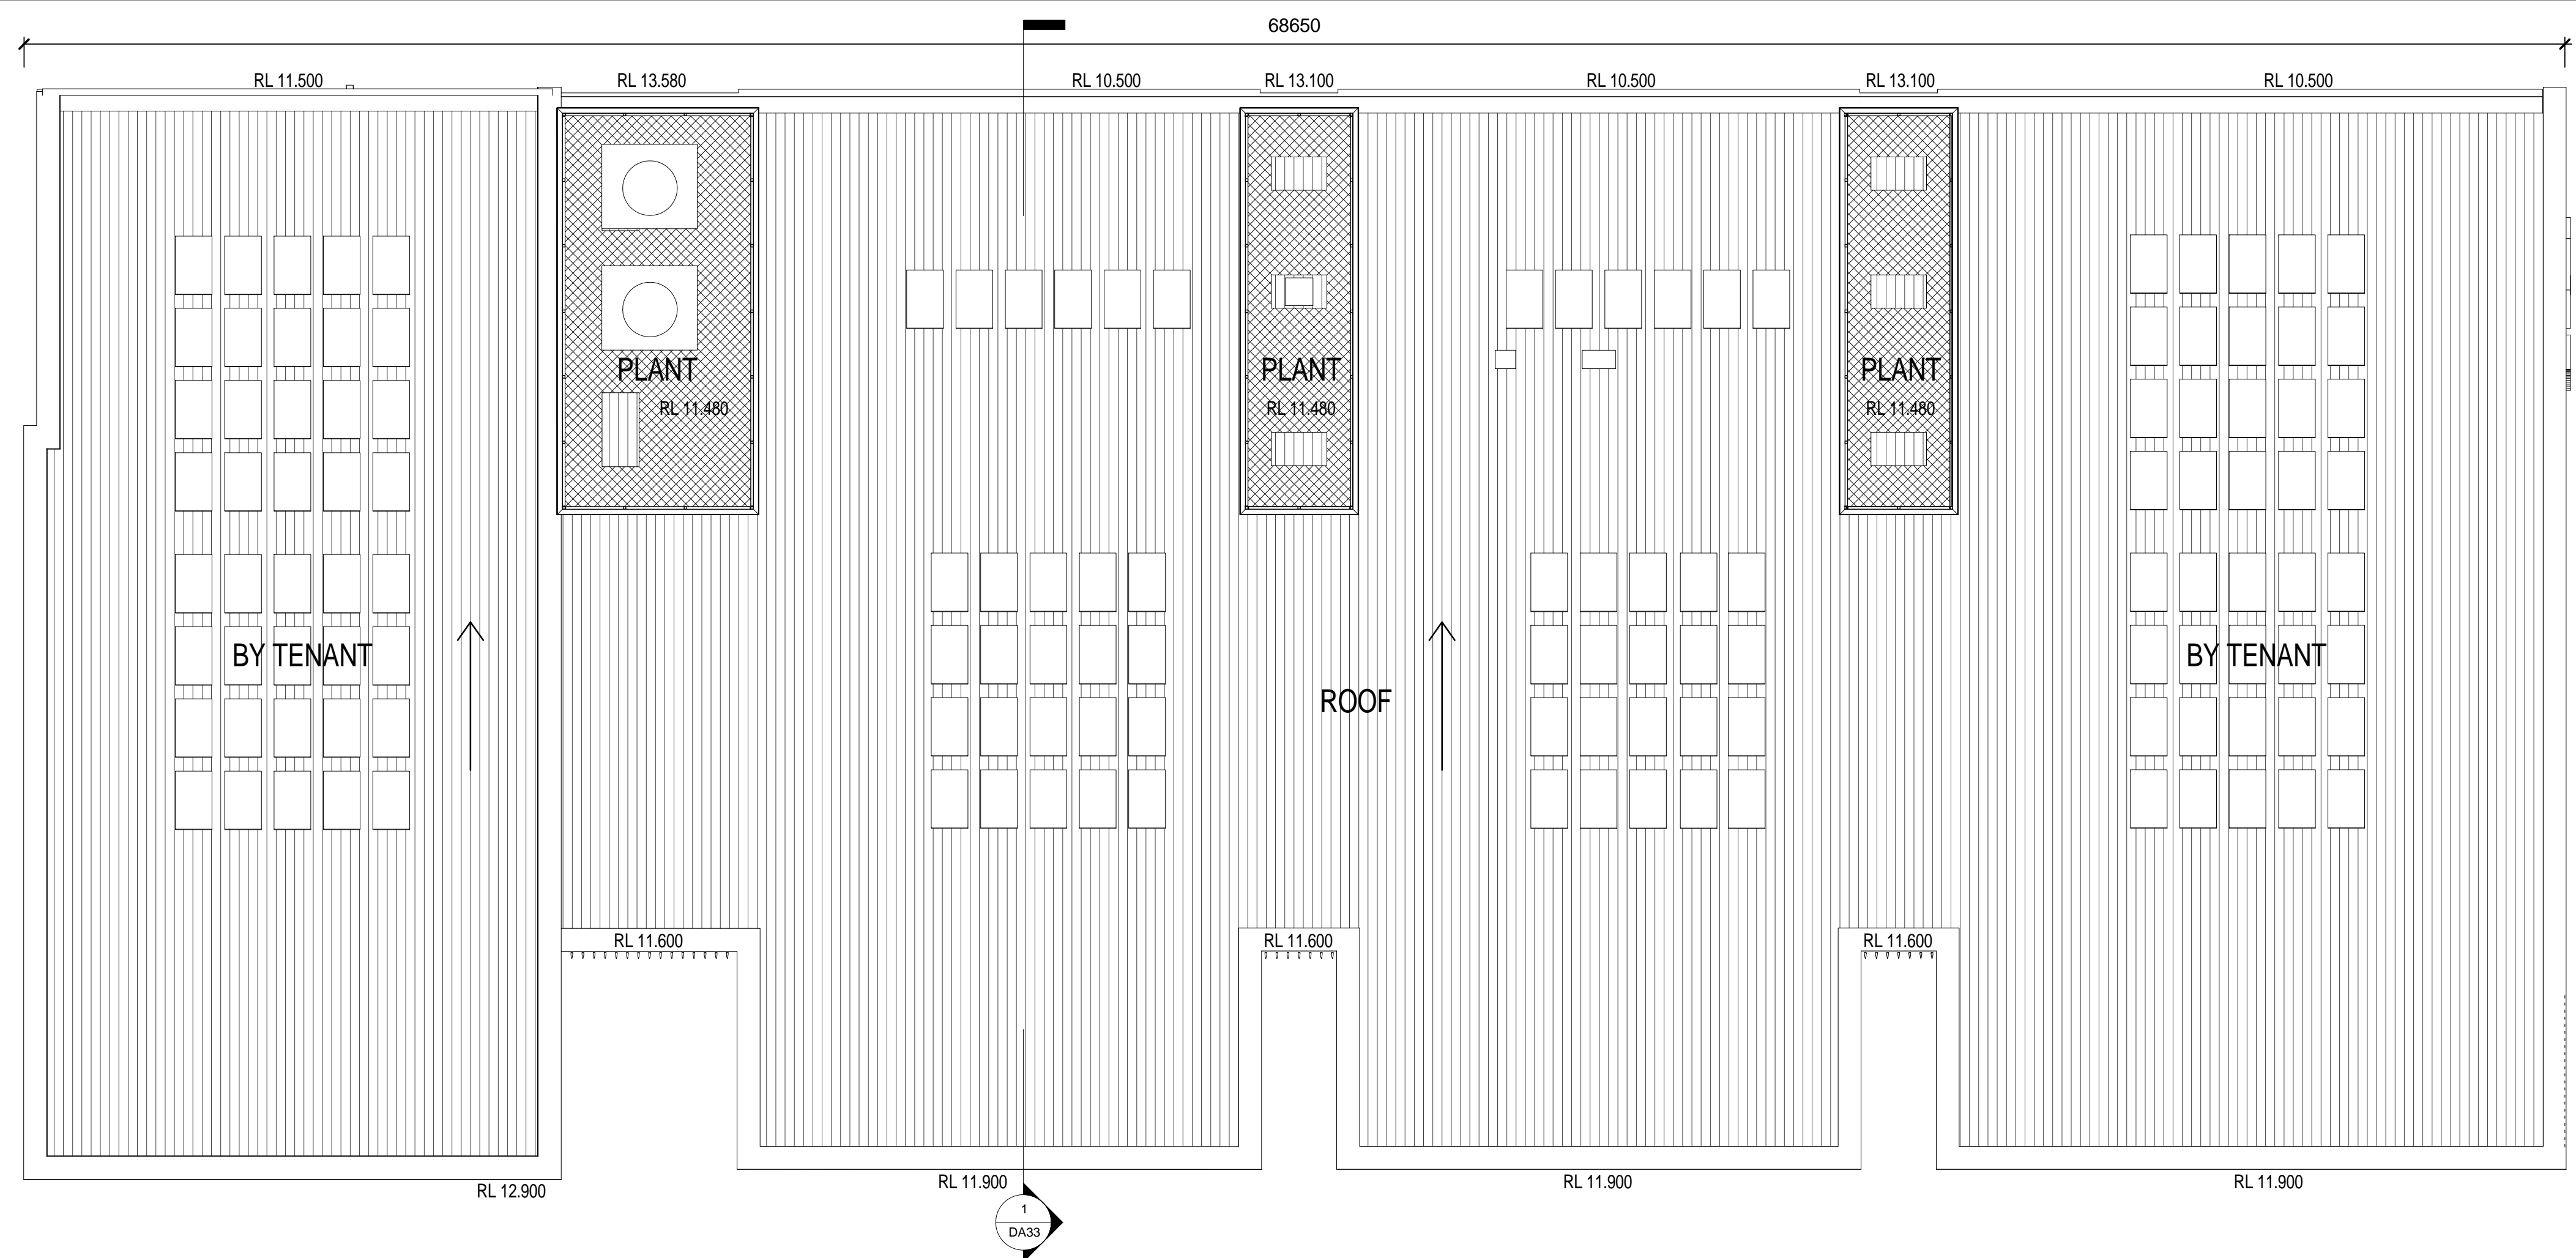 68650
RL 11.500
RL 13.580
RL 10.500
RL 13.100
RL 10.500
RL 13.100
RL 10.500
PLANT
RL 11.480
PLANT
RL 11.480
PLANT
RL 11.480
BY TENANT
ROOF
BY TENANT
RL 11.600
RL 11.600
RL 11.600
RL 12.900
RL 11.900
RL 11.900
RL 11.900
1
DA33